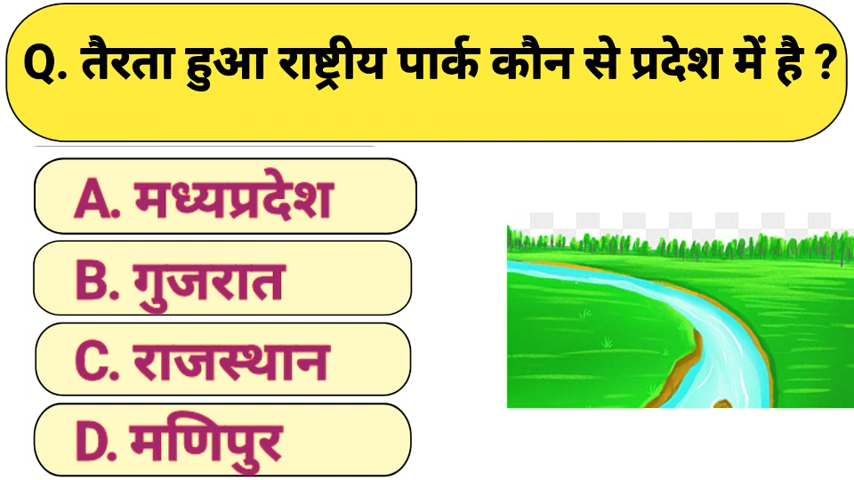 Q. तैरता हुआ राष्ट्रीय पार्क कौन से प्रदेश में है ?
A. मध्यप्रदेश
B. गुजरात
C. राजस्थान
D. मणिपुर